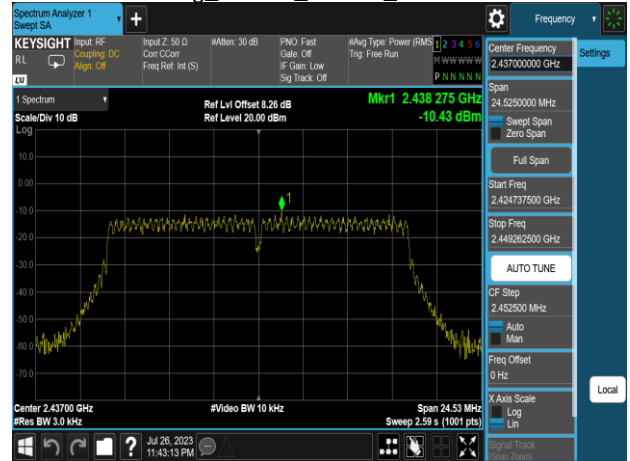 Spectrum Analyzer 1
Swept SA
+
Frequency
KEYSIGHT
RL
LXI
Input: RF
Coupling: DC
Align: Off
Input Z: 50 Ω
Corr CCorr
Freq Ref: Int (S)
#Atten: 30 dB
PNO: Fast
Gate: Off
IF Gain: Low
Sig Track: Off
#Avg Type: Power (RMS
Trig: Free Run
1 2 3 4 5 6
M W W W W W
P N N N N N
Center Frequency
2.437000000 GHz
Settings
Span
24.5250000 MHz
Swept Span
Zero Span
Full Span
Start Freq
2.424737500 GHz
Stop Freq
2.449262500 GHz
AUTO TUNE
CF Step
2.452500 MHz
Auto
Man
Freq Offset
0 Hz
X Axis Scale
Log
Lin
Signal Track
(Span Zoom)
Local
1 Spectrum
Scale/Div 10 dB
Log
Ref Lvl Offset 8.26 dB
Ref Level 20.00 dBm
Mkr1 2.438 275 GHz
-10.43 dBm
1
10.0
0.00
-10.0
-20.0
-30.0
-40.0
-50.0
-60.0
-70.0
Center 2.43700 GHz
#Res BW 3.0 kHz
#Video BW 10 kHz
Span 24.53 MHz
Sweep 2.59 s (1001 pts)
?
Jul 26, 2023
11:43:13 PM